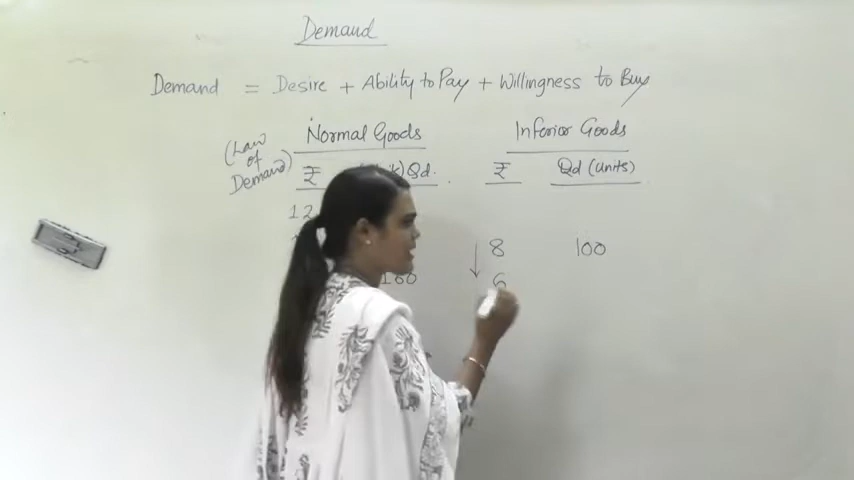 Demand
Demand = Desire + Ability to Pay + Willingness to Buy
(Law of Demand)
Normal Goods Inferior Goods
₹ Qd. ₹ Qd (units)
12
↓ 8 100
160 6